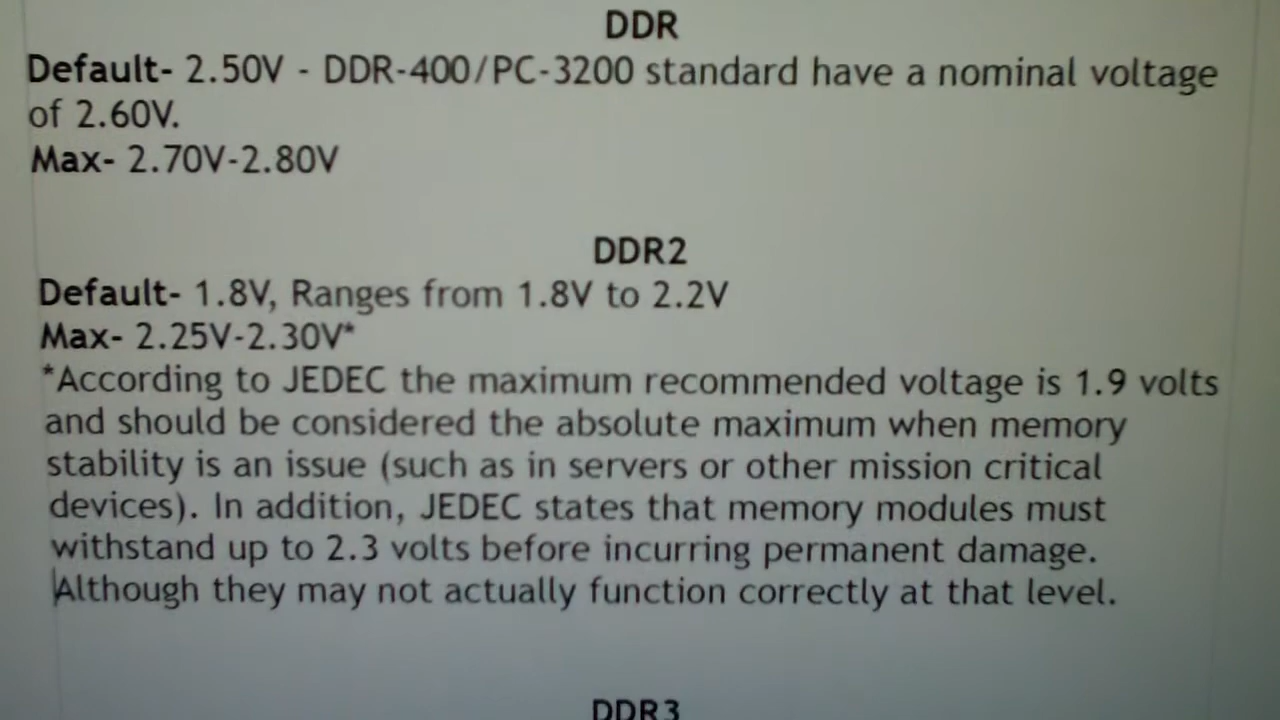 DDR
Default- 2.50V - DDR-400/PC-3200 standard have a nominal voltage
of 2.60V.
Max- 2.70V-2.80V
DDR2
Default- 1.8V, Ranges from 1.8V to 2.2V
Max- 2.25V-2.30V*
*According to JEDEC the maximum recommended voltage is 1.9 volts
and should be considered the absolute maximum when memory
stability is an issue (such as in servers or other mission critical
devices). In addition, JEDEC states that memory modules must
withstand up to 2.3 volts before incurring permanent damage.
Although they may not actually function correctly at that level.
DDR3